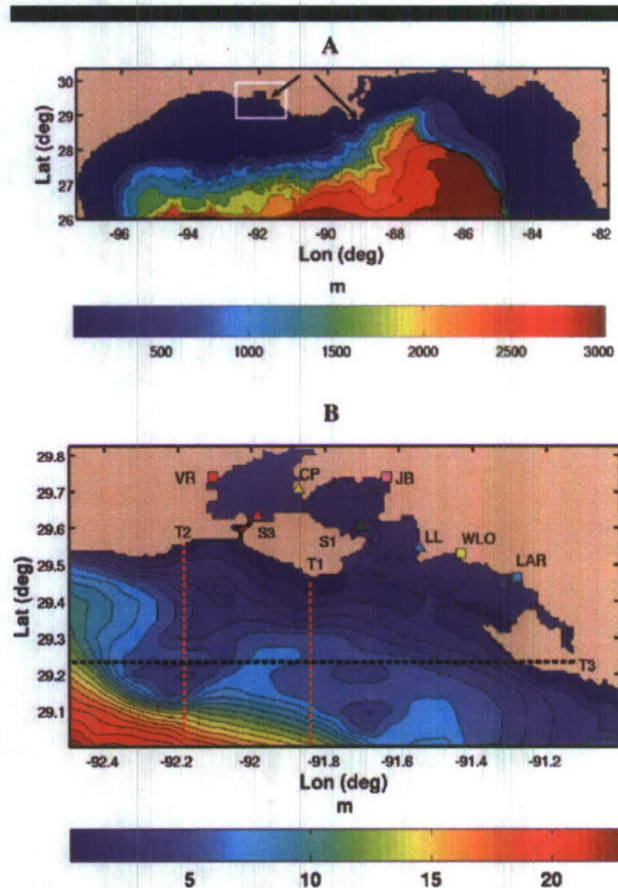 A
30
29
28
27
26
Lat (deg)
-96 -94 -92 -90 -88 -86 -84 -82
Lon (deg)
m
500 1000 1500 2000 2500 3000
B
29.8
29.7
29.6
29.5
29.4
29.3
29.2
29.1
Lat (deg)
VR CP JB
T2 S3 S1 LL WLO
T1 LAR
T3
-92.4 -92.2 -92 -91.8 -91.6 -91.4 -91.2
Lon (deg)
m
5 10 15 20